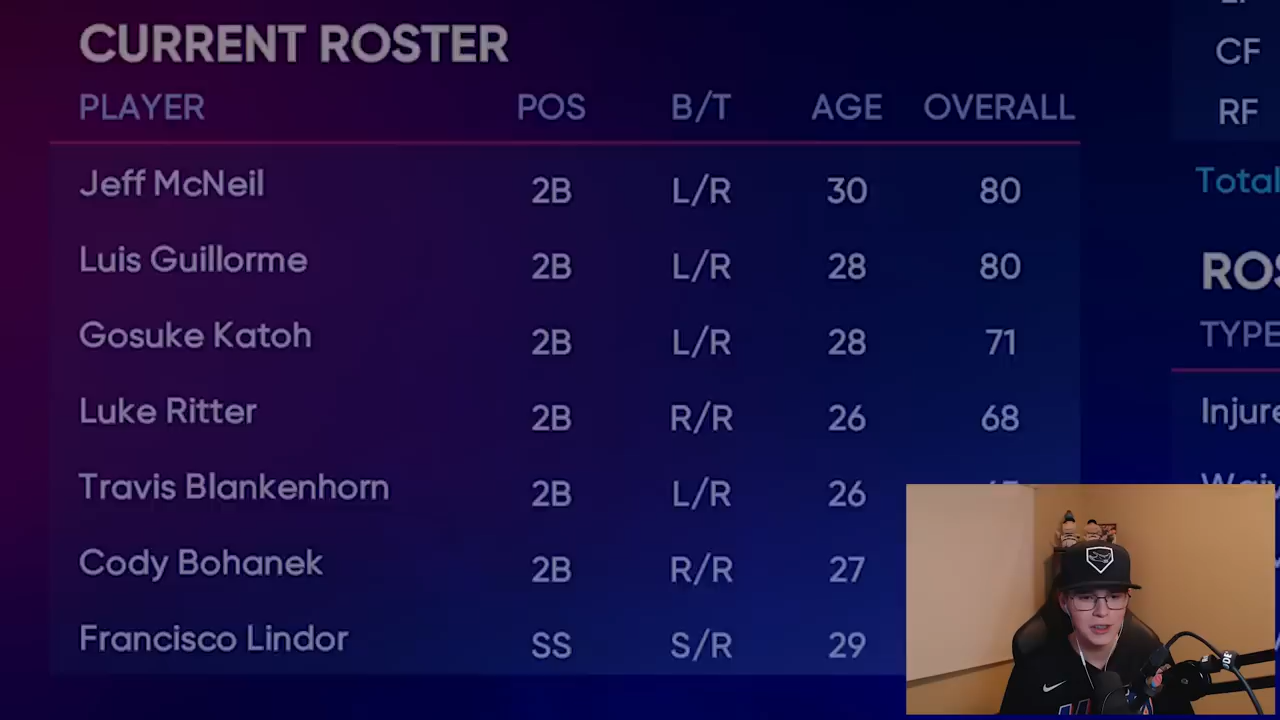 CURRENT ROSTER
PLAYER POS B/T AGE OVERALL
Jeff McNeil 2B L/R 30 80
Luis Guillorme 2B L/R 28 80
Gosuke Katoh 2B L/R 28 71
Luke Ritter 2B R/R 26 68
Travis Blankenhorn 2B L/R 26
Cody Bohanek 2B R/R 27
Francisco Lindor SS S/R 29
CF
RF
Total
TYPE